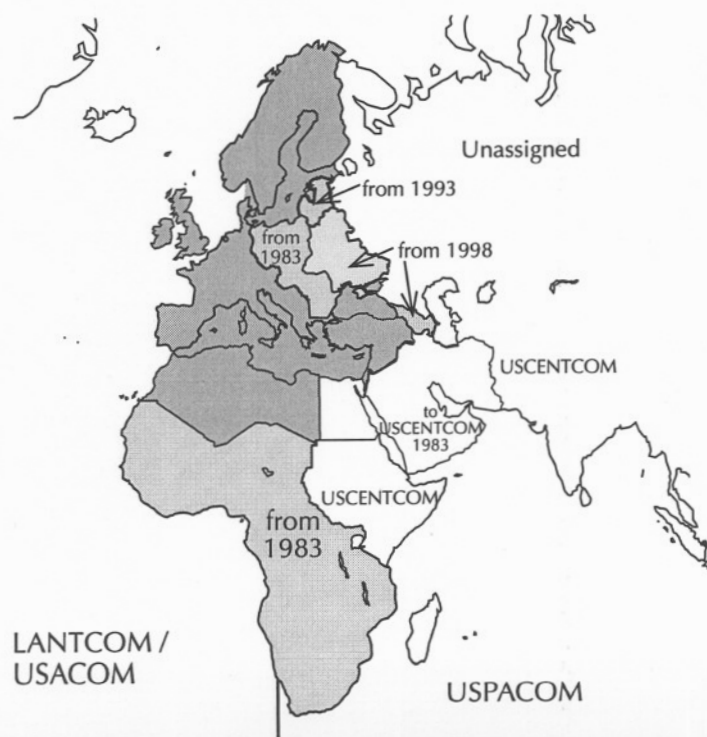 Unassigned
from 1993
from
1983
from 1998
USCENTCOM
to
USCENTCOM
1983
USCENTCOM
from
1983
LANTCOM /
USACOM
USPACOM